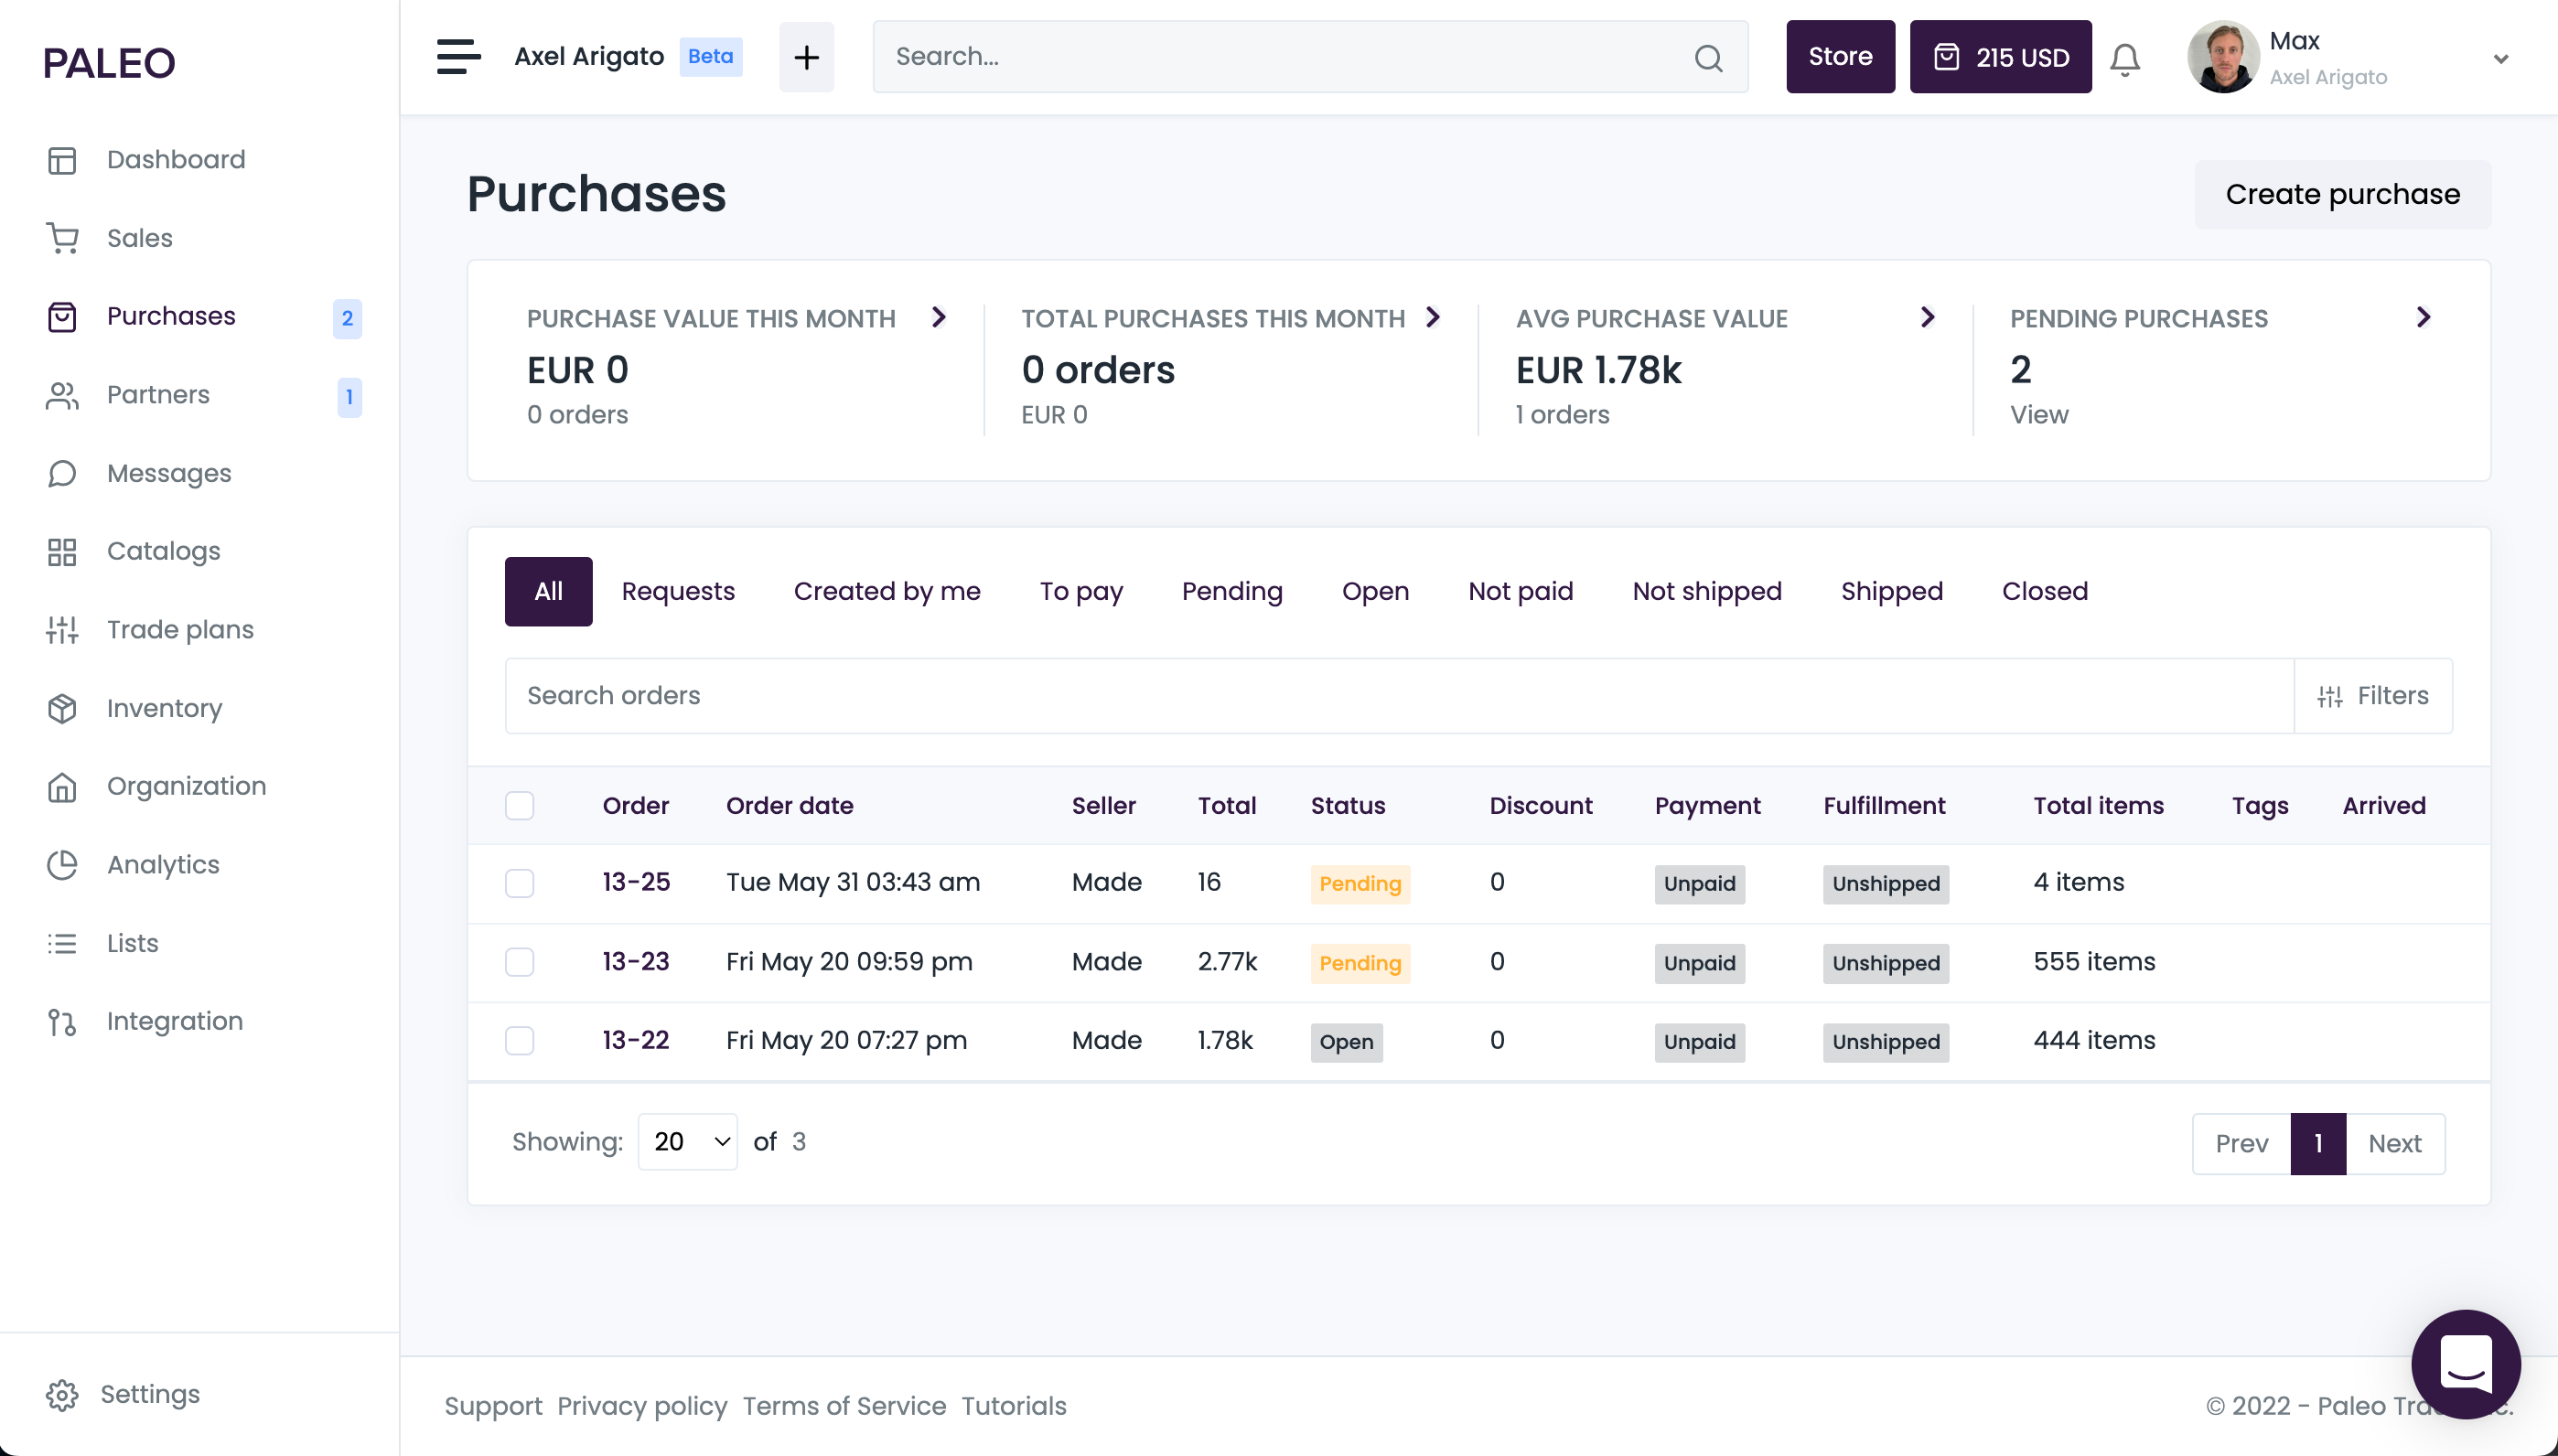 PALEO
Dashboard
Sales
Purchases 2
Partners 1
Messages
Catalogs
Trade plans
Inventory
Organization
Analytics
Lists
Integration
Settings
Axel Arigato Beta + Search... Store 215 USD Max
Axel Arigato
Purchases Create purchase
PURCHASE VALUE THIS MONTH
EUR 0
0 orders
TOTAL PURCHASES THIS MONTH
0 orders
EUR 0
AVG PURCHASE VALUE
EUR 1.78k
1 orders
PENDING PURCHASES
2
View
All Requests Created by me To pay Pending Open Not paid Not shipped Shipped Closed
Search orders Filters
Order Order date Seller Total Status Discount Payment Fulfillment Total items Tags Arrived
13-25 Tue May 31 03:43 am Made 16 Pending 0 Unpaid Unshipped 4 items
13-23 Fri May 20 09:59 pm Made 2.77k Pending 0 Unpaid Unshipped 555 items
13-22 Fri May 20 07:27 pm Made 1.78k Open 0 Unpaid Unshipped 444 items
Showing: 20 of 3 Prev 1 Next
Support Privacy policy Terms of Service Tutorials © 2022 - Paleo